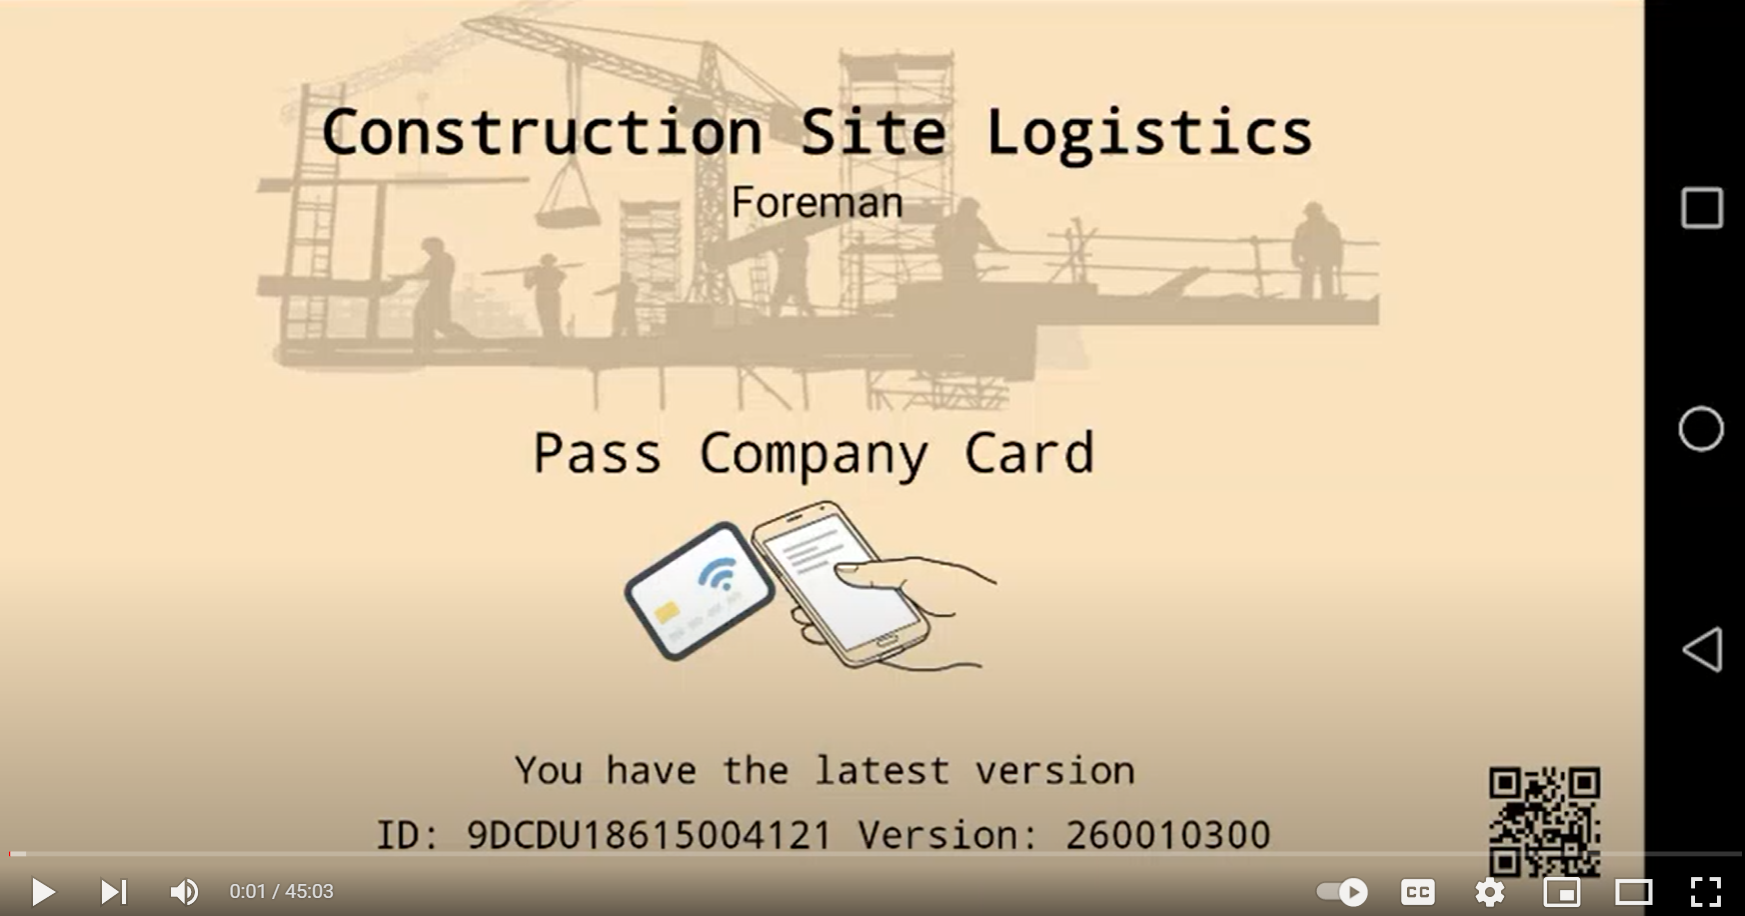 Construction Site Logistics
Foreman
Pass Company Card
You have the latest version
ID: 9DCDU18615004121 Version: 260010300
0:01 / 45:03
CC